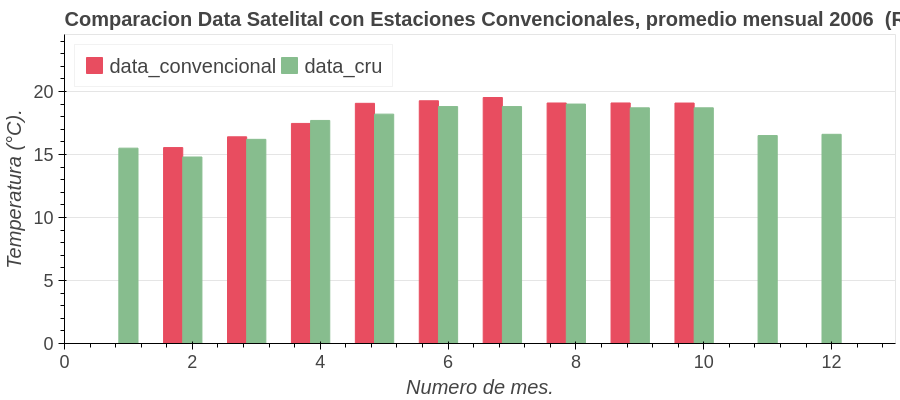 Comparacion Data Satelital con Estaciones Convencionales, promedio mensual 2006 (R
data_convencional data_cru
Temperatura (°C).
20
15
10
5
0
0 2 4 6 8 10 12
Numero de mes.